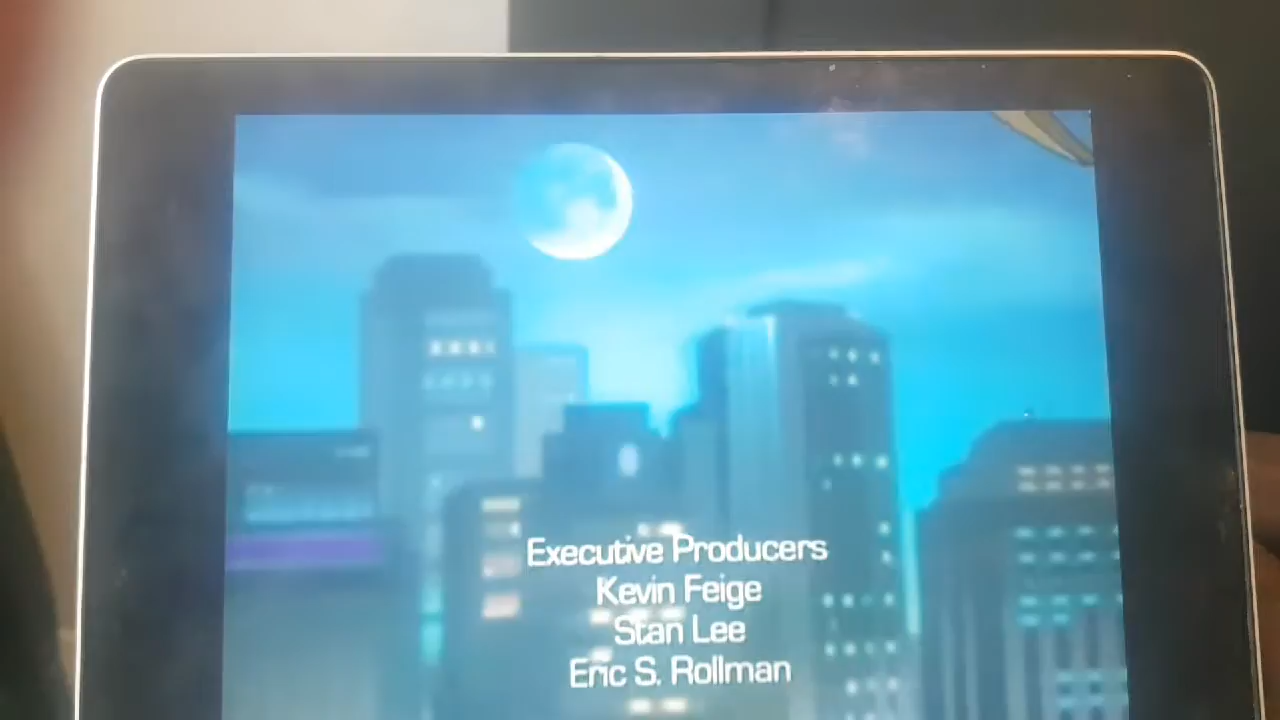 Executive Producers
Kevin Feige
Stan Lee
Eric S. Rollman